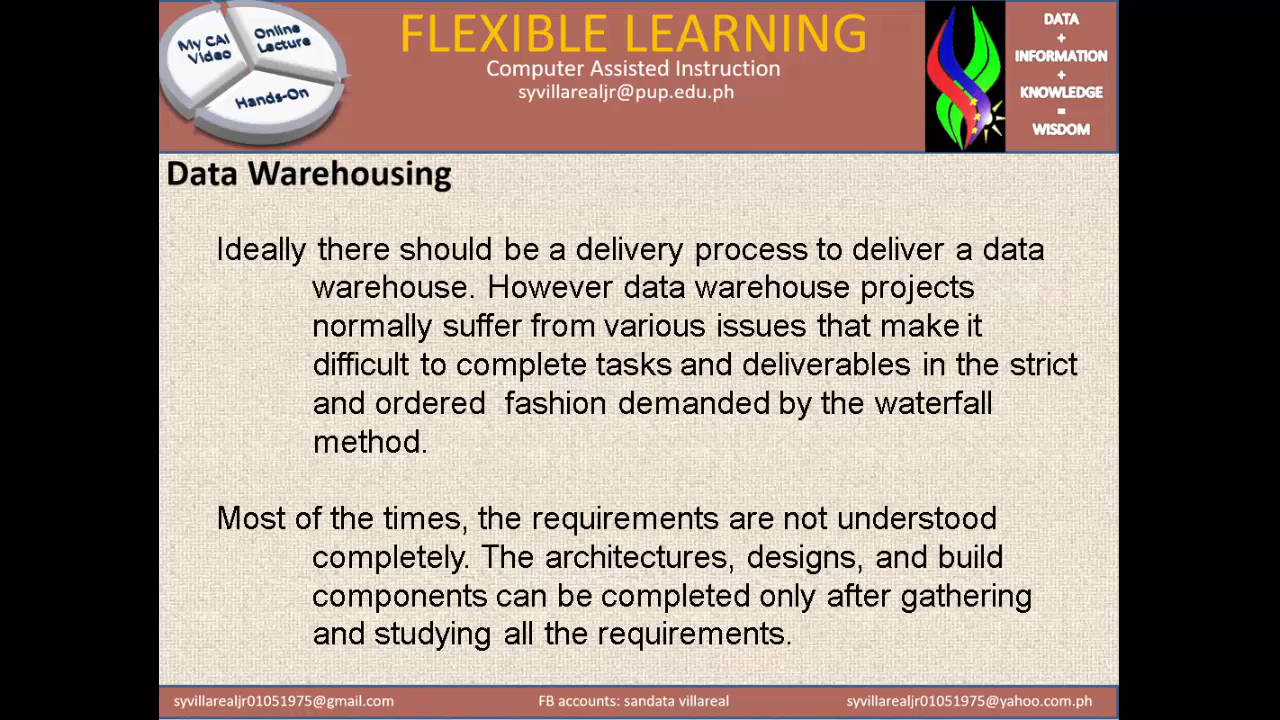 My CAI
Video
Online
Lecture
Hands-On
FLEXIBLE LEARNING
Computer Assisted Instruction
syvillarealjr@pup.edu.ph
DATA
+
INFORMATION
+
KNOWLEDGE
=
WISDOM
Data Warehousing
Ideally there should be a delivery process to deliver a data
warehouse. However data warehouse projects
normally suffer from various issues that make it
difficult to complete tasks and deliverables in the strict
and ordered fashion demanded by the waterfall
method.
Most of the times, the requirements are not understood
completely. The architectures, designs, and build
components can be completed only after gathering
and studying all the requirements.
syvillarealjr01051975@gmail.com
FB accounts: sandata villareal
syvillarealjr01051975@yahoo.com.ph